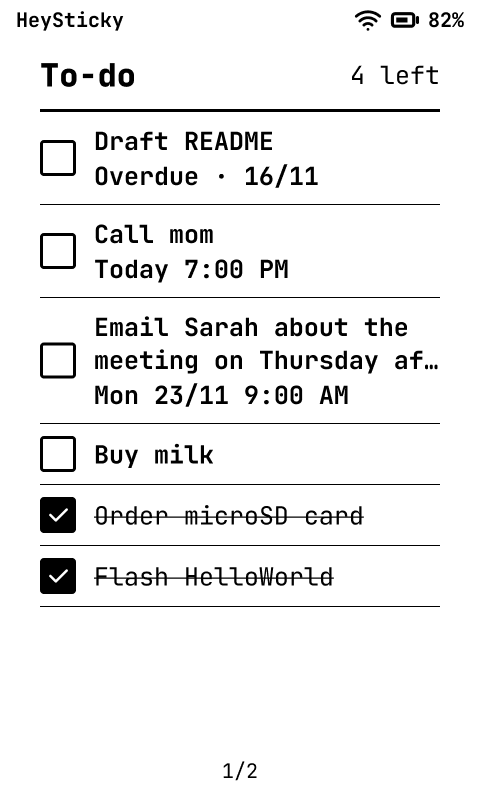 HeySticky 82%
To-do 4 left
Draft README
Overdue · 16/11
Call mom
Today 7:00 PM
Email Sarah about the
meeting on Thursday af…
Mon 23/11 9:00 AM
Buy milk
Order microSD card
Flash HelloWorld
1/2